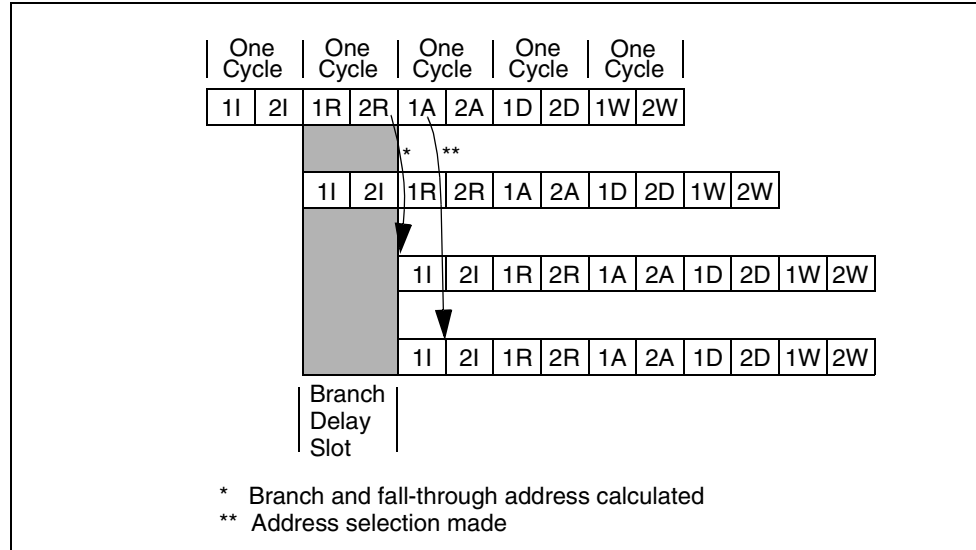 One One One One One
Cycle Cycle Cycle Cycle Cycle
1I 2I 1R 2R 1A 2A 1D 2D 1W 2W
* **
1I 2I 1R 2R 1A 2A 1D 2D 1W 2W
1I 2I 1R 2R 1A 2A 1D 2D 1W 2W
1I 2I 1R 2R 1A 2A 1D 2D 1W 2W
Branch
Delay
Slot
* Branch and fall-through address calculated
** Address selection made